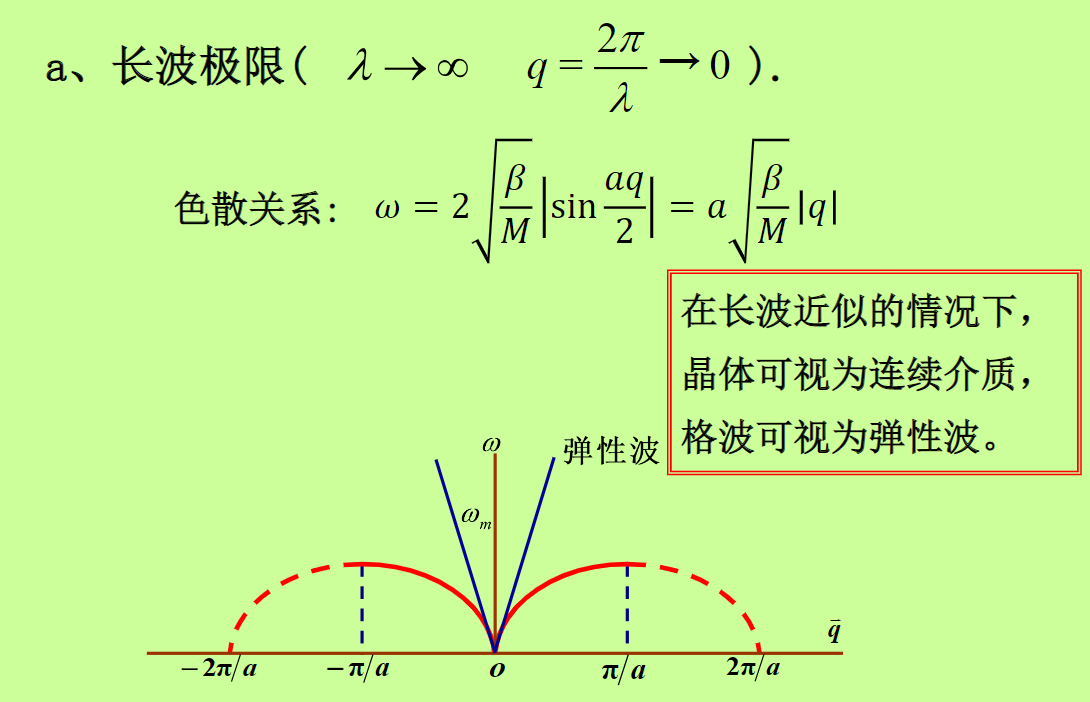 a、长波极限( λ→∞ q = 2π/λ →0 ).
色散关系: ω = 2√(β/M) |sin aq/2| = a√(β/M) |q|
在长波近似的情况下,
晶体可视为连续介质,
格波可视为弹性波。
ω 弹性波
ωm
q⃗
−2π/a −π/a o π/a 2π/a